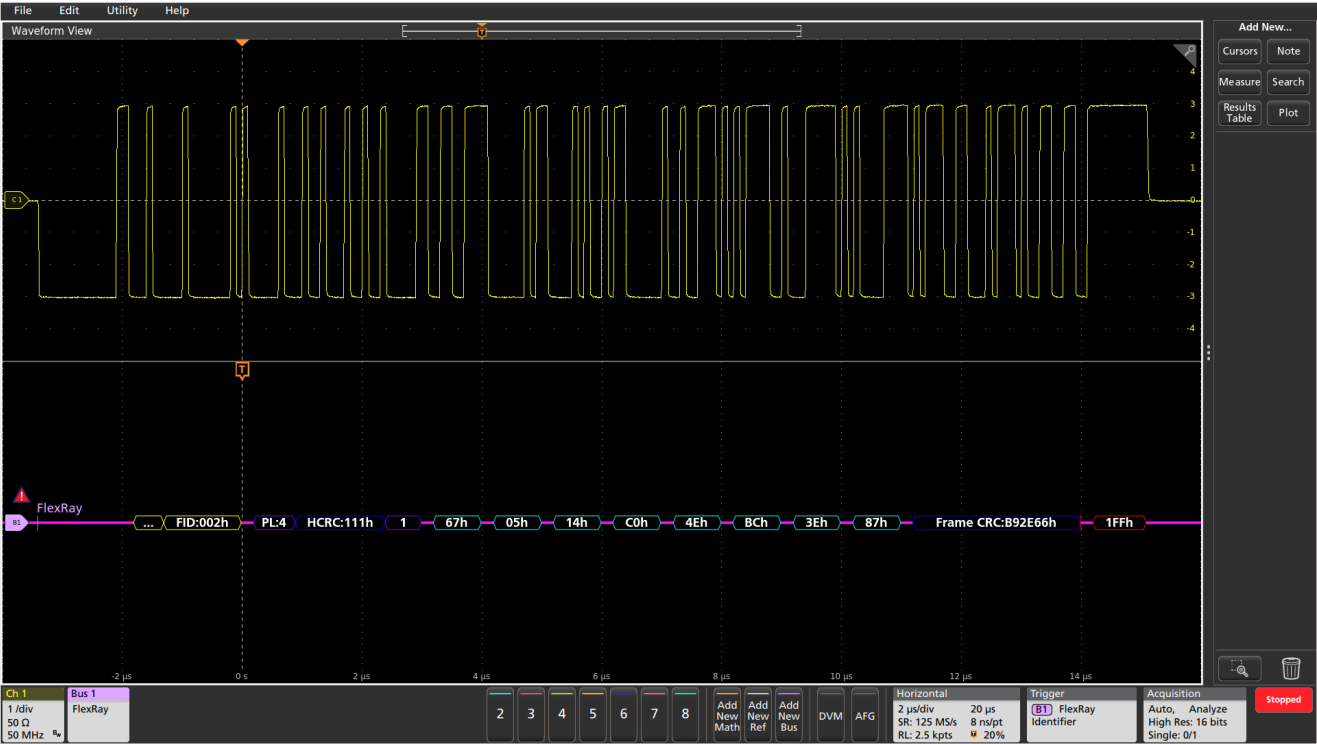 File Edit Utility Help
Waveform View
T
Add New...
Cursors Note
Measure Search
Results Table Plot
4
3
2
1
C 1
0
-1
-2
-3
-4
T
!
FlexRay
B1 ... FID:002h PL:4 HCRC:111h 1 67h 05h 14h C0h 4Eh BCh 3Eh 87h Frame CRC:B92E66h 1FFh
-2 µs 0 s 2 µs 4 µs 6 µs 8 µs 10 µs 12 µs 14 µs
Ch 1
1 /div
50 Ω
50 MHz Bw
Bus 1
FlexRay
2 3 4 5 6 7 8
Add New Math
Add New Ref
Add New Bus
DVM AFG
Horizontal
2 µs/div 20 µs
SR: 125 MS/s 8 ns/pt
RL: 2.5 kpts T 20%
Trigger
B1 FlexRay
Identifier
Acquisition
Auto, Analyze
High Res: 16 bits
Single: 0/1
Stopped